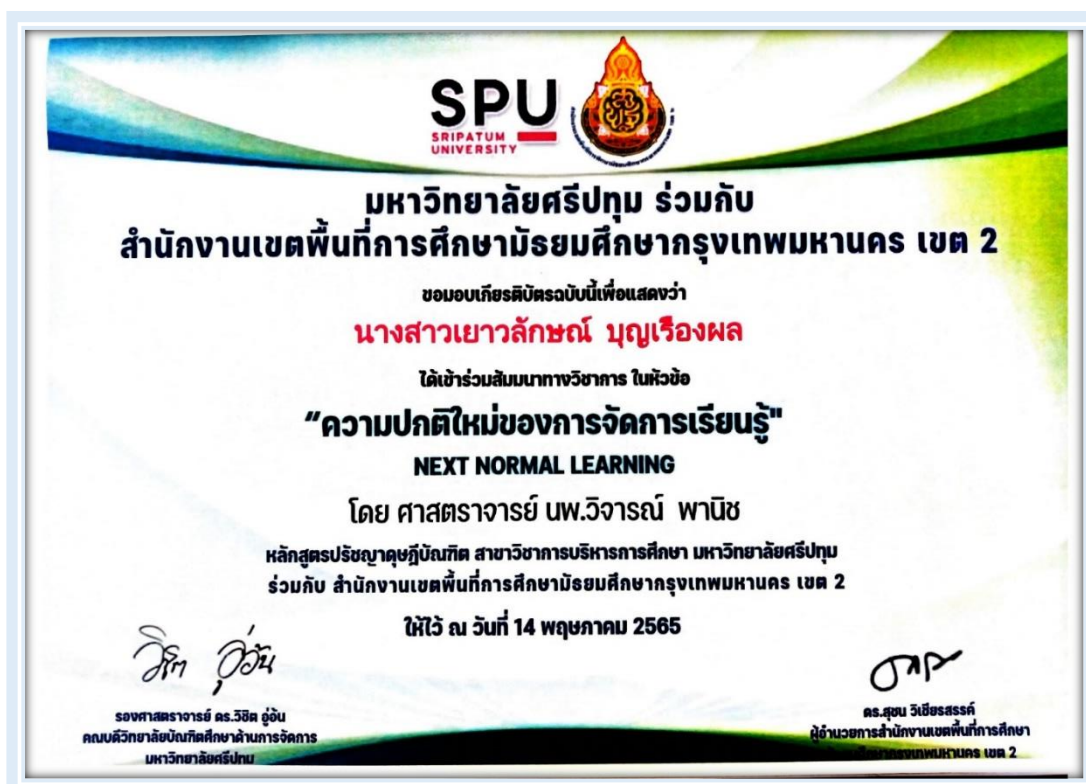 SPU
SRIPATUM
UNIVERSITY
มหาวิทยาลัยศรีปทุม ร่วมกับ
สำนักงานเขตพื้นที่การศึกษามัธยมศึกษากรุงเทพมหานคร เขต 2
ขอมอบเกียรติบัตรฉบับนี้เพื่อแสดงว่า
นางสาวเยาวลักษณ์ บุญเรืองผล
ได้เข้าร่วมสัมมนาทางวิชาการ ในหัวข้อ
“ความปกติใหม่ของการจัดการเรียนรู้"
NEXT NORMAL LEARNING
โดย ศาสตราจารย์ นพ.วิจารณ์ พานิช
หลักสูตรปรัชญาดุษฎีบัณฑิต สาขาวิชาการบริหารการศึกษา มหาวิทยาลัยศรีปทุม
ร่วมกับ สำนักงานเขตพื้นที่การศึกษามัธยมศึกษากรุงเทพมหานคร เขต 2
ให้ไว้ ณ วันที่ 14 พฤษภาคม 2565
วิชิต อู่อ้น
รองศาสตราจารย์ ดร.วิชิต อู่อ้น
คณบดีวิทยาลัยบัณฑิตศึกษาด้านการจัดการ
มหาวิทยาลัยศรีปทุม
ดร.สุชน วิเชียรสรรค์
ผู้อำนวยการสำนักงานเขตพื้นที่การศึกษา
มัธยมศึกษากรุงเทพมหานคร เขต 2